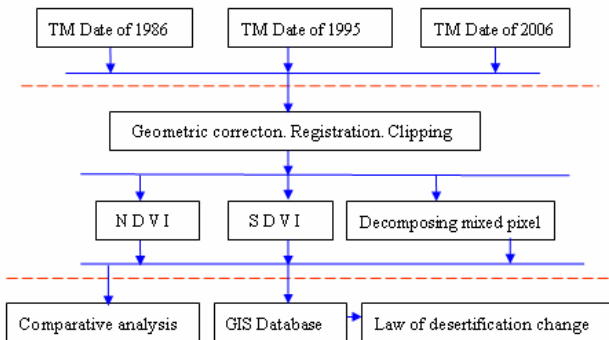 TM Date of 1986
TM Date of 1995
TM Date of 2006
Geometric correcton. Registration. Clipping
N D V I
S D V I
Decomposing mixed pixel
Comparative analysis
GIS Database
Law of desertification change